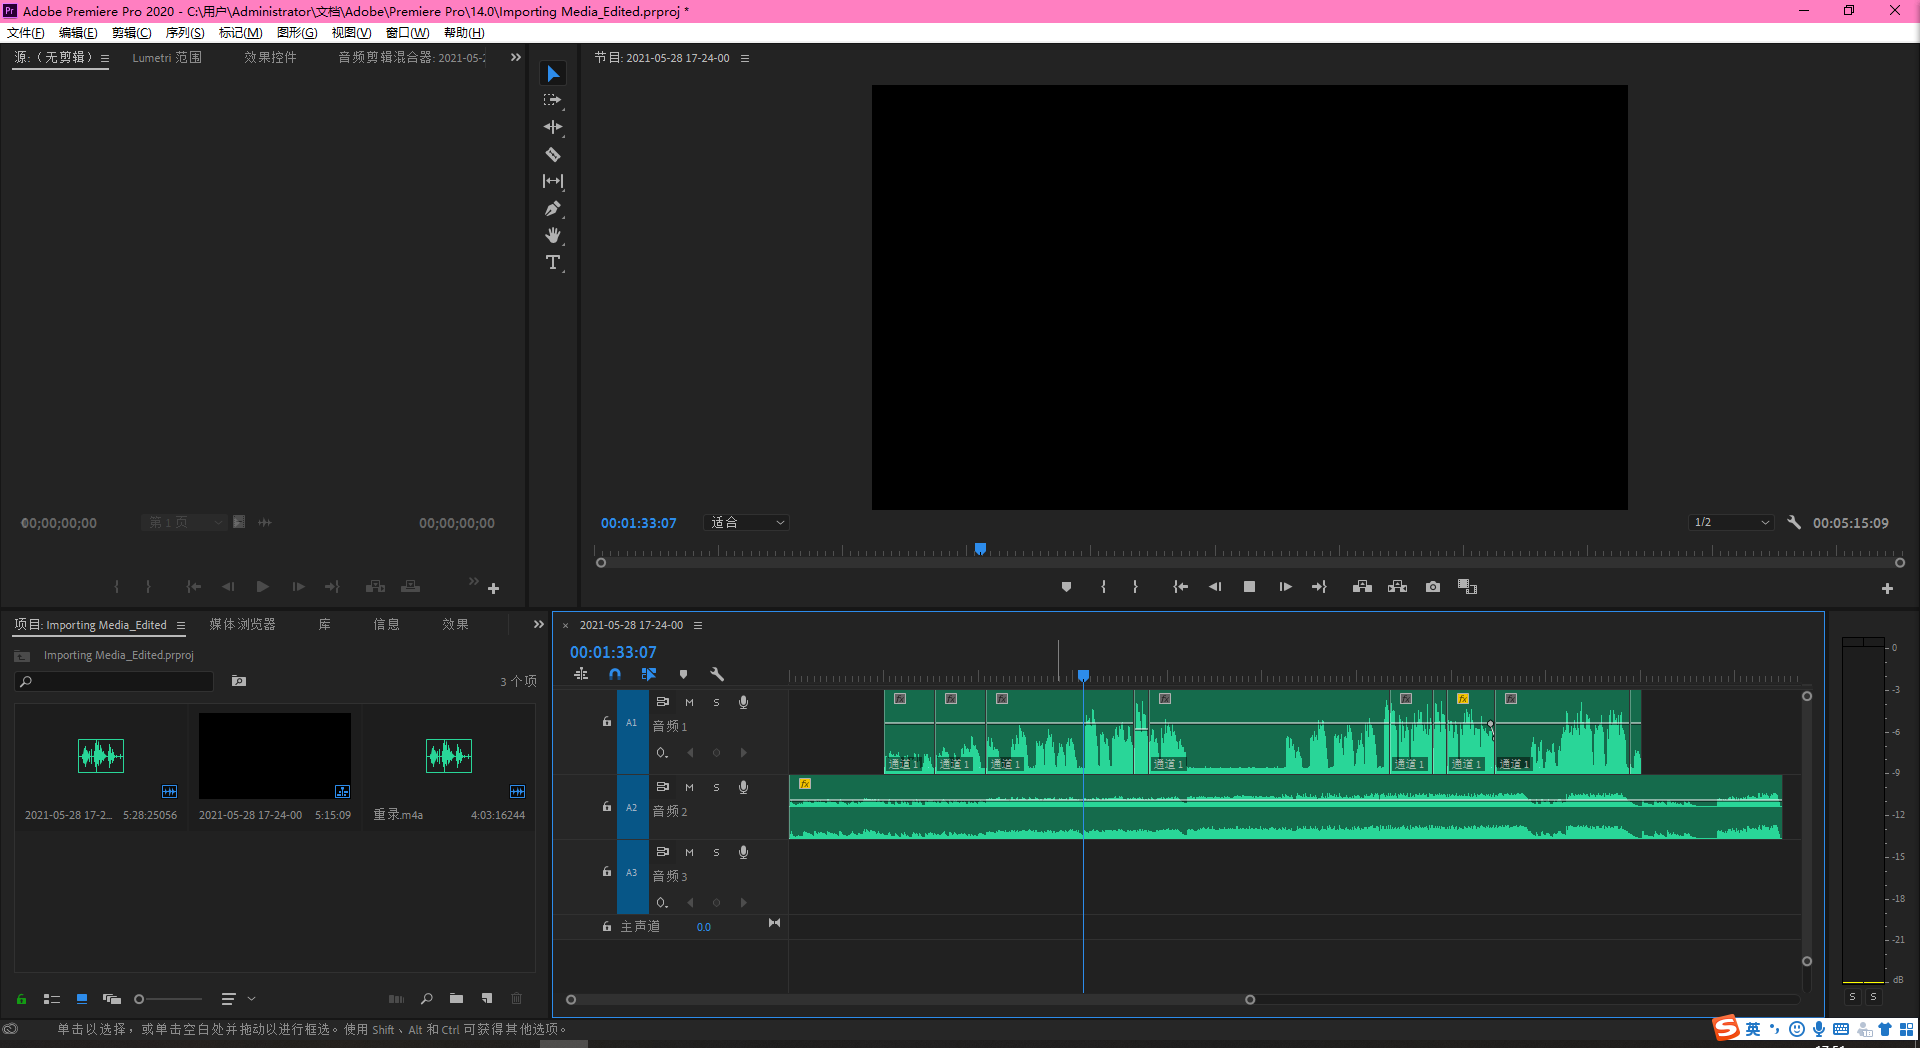 Pr Adobe Premiere Pro 2020 - C:\用户\Administrator\文档\Adobe\Premiere Pro\14.0\Importing Media_Edited.prproj *
文件(F) 编辑(E) 剪辑(C) 序列(S) 标记(M) 图形(G) 视图(V) 窗口(W) 帮助(H)
源:（无剪辑） Lumetri 范围 效果控件 音频剪辑混合器: 2021-05-2
节目: 2021-05-28 17-24-00
00;00;00;00 第 1 页 00;00;00;00
00:01:33:07 适合 1/2 00:05:15:09
项目: Importing Media_Edited 媒体浏览器 库 信息 效果
Importing Media_Edited.prproj
3 个项
2021-05-28 17-2... 5:28:25056
2021-05-28 17-24-00 5:15:09
重录.m4a 4:03:16244
× 2021-05-28 17-24-00
00:01:33:07
A1 M S
音频 1
fx fx fx fx fx fx fx
通道 1 通道 1 通道 1 通道 1 通道 1 通道 1 通道 1
A2 M S
音频 2
fx
A3 M S
音频 3
主声道 0.0
0
-3
-6
-9
-12
-15
-18
-21
dB
S S
单击以选择，或单击空白处并拖动以进行框选。使用 Shift、Alt 和 Ctrl 可获得其他选项。
S 英